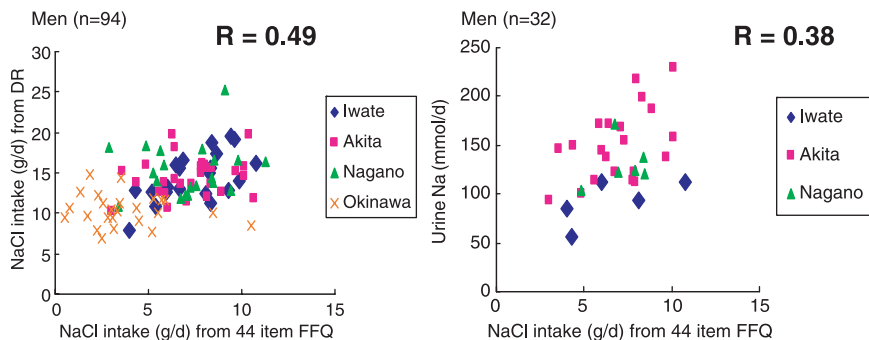 Men (n=94)
R = 0.49
NaCl intake (g/d) from DR
30
25
20
15
10
5
0
0 5 10 15
NaCl intake (g/d) from 44 item FFQ
Iwate
Akita
Nagano
Okinawa
Men (n=32)
R = 0.38
Urine Na (mmol/d)
250
200
150
100
50
0
0 5 10 15
NaCl intake (g/d) from 44 item FFQ
Iwate
Akita
Nagano